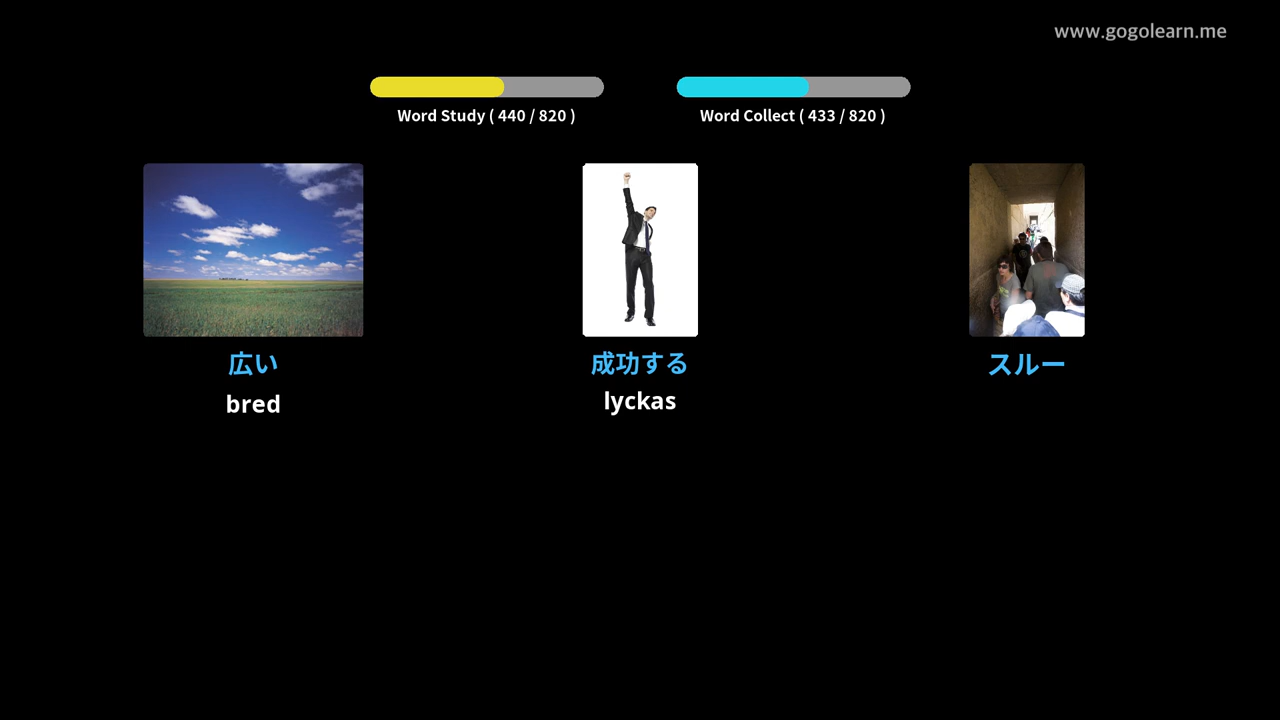 www.gogolearn.me
Word Study ( 440 / 820 )
Word Collect ( 433 / 820 )
広い
成功する
スルー
bred
lyckas